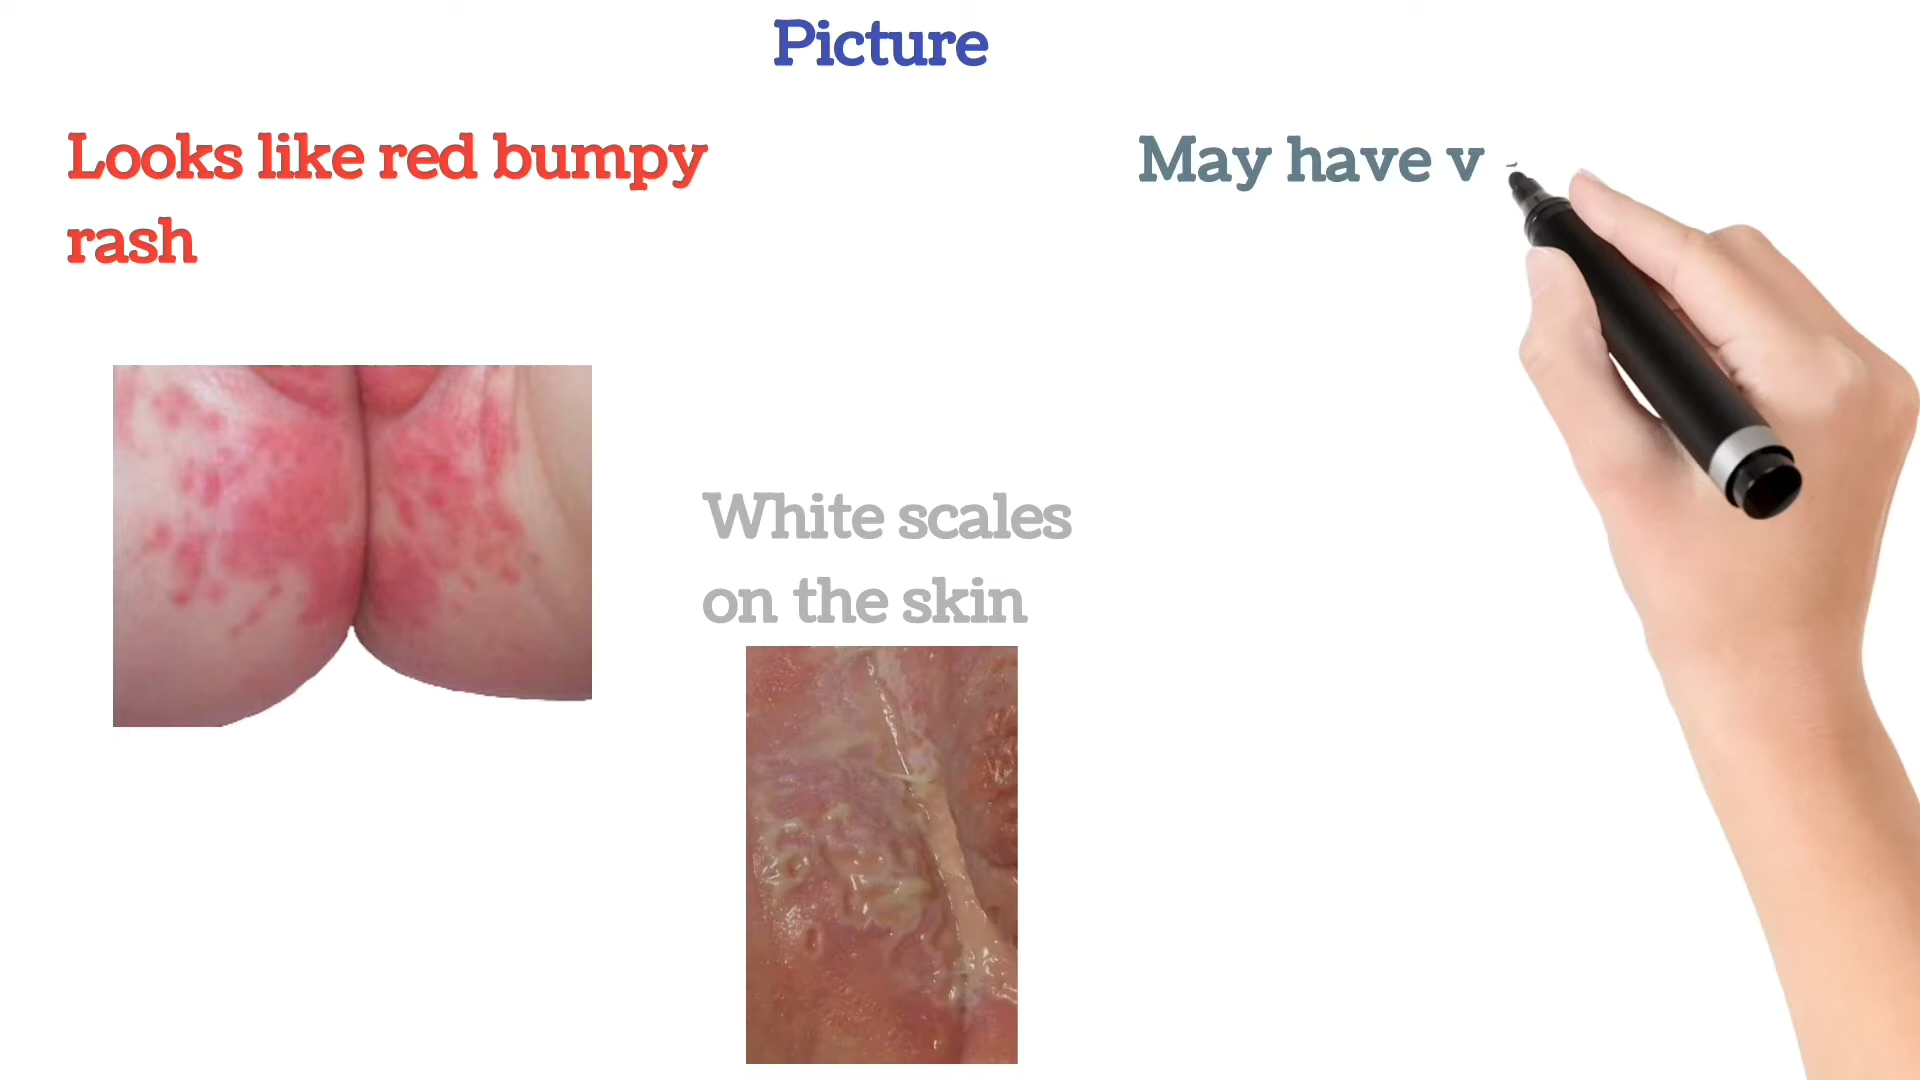 Picture
Looks like red bumpy
rash
May have v
White scales
on the skin